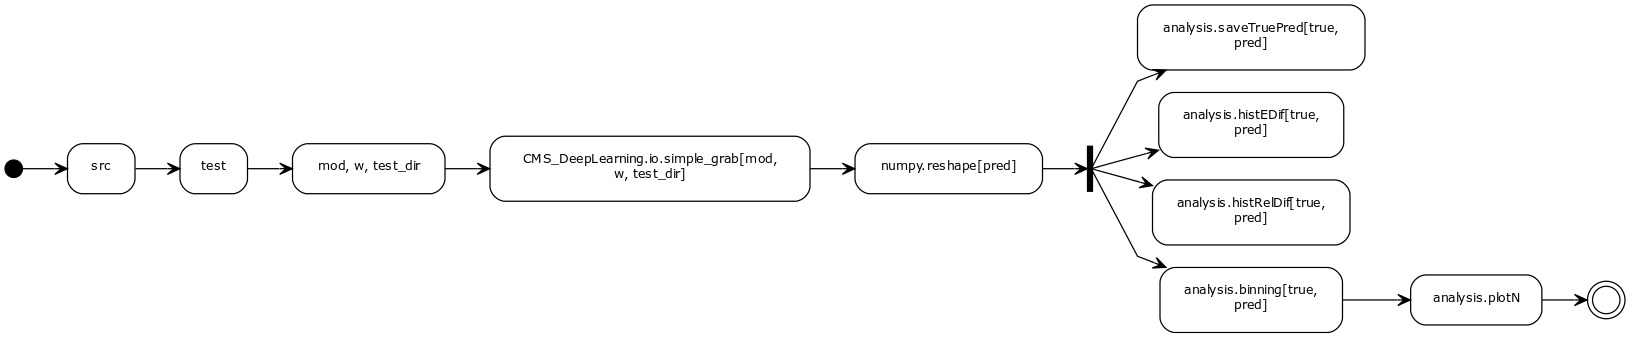 src
test
mod, w, test_dir
CMS_DeepLearning.io.simple_grab[mod,
w, test_dir]
numpy.reshape[pred]
analysis.saveTruePred[true,
pred]
analysis.histEDif[true,
pred]
analysis.histRelDif[true,
pred]
analysis.binning[true,
pred]
analysis.plotN